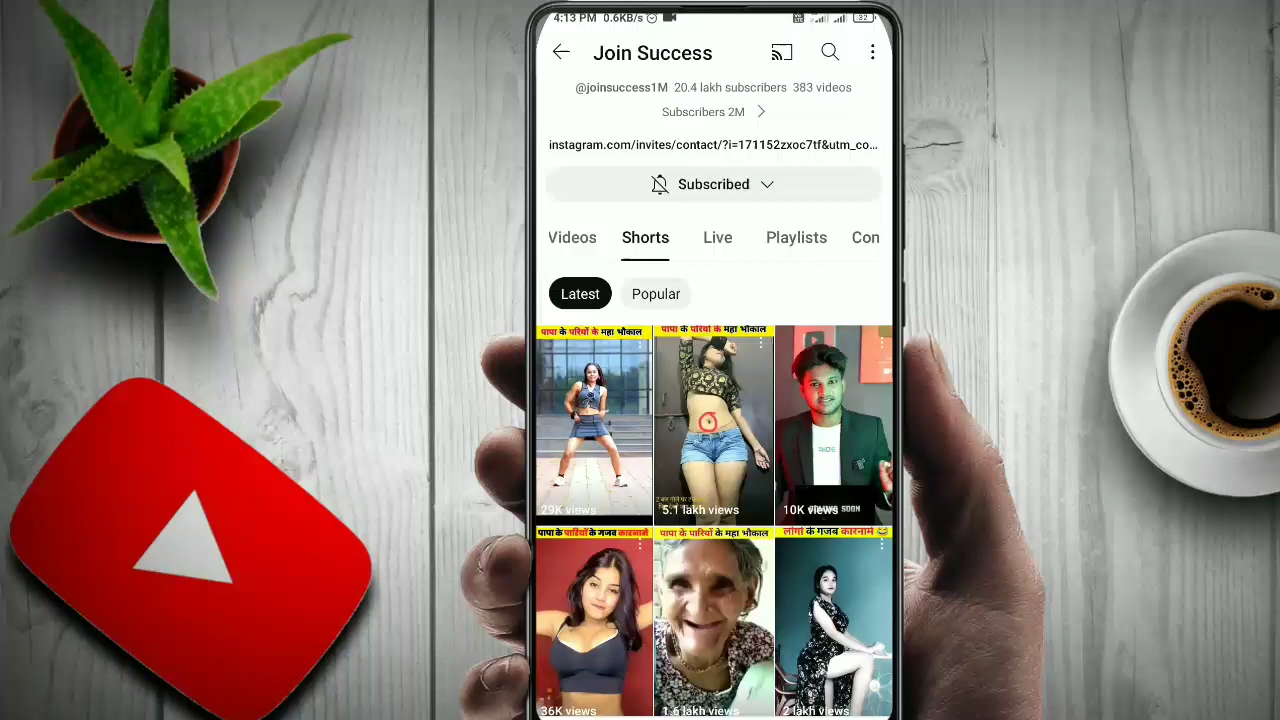 4:13 PM 0.6KB/s 32
Join Success
@joinsuccess1M 20.4 lakh subscribers 383 videos
Subscribers 2M
instagram.com/invites/contact/?i=171152zxoc7tf&utm_co...
Subscribed
Videos Shorts Live Playlists Con
Latest Popular
पापा के परियों के महा भौकाल
पापा के परियों के महा भौकाल
29K views
5.1 lakh views
COMING SOON
10K views
पापा के परियों के गजब कारनामे
पापा के परियों के महा भौकाल
लोगों के गजब कारनामे 😂
36K views
1.6 lakh views
2 lakh views